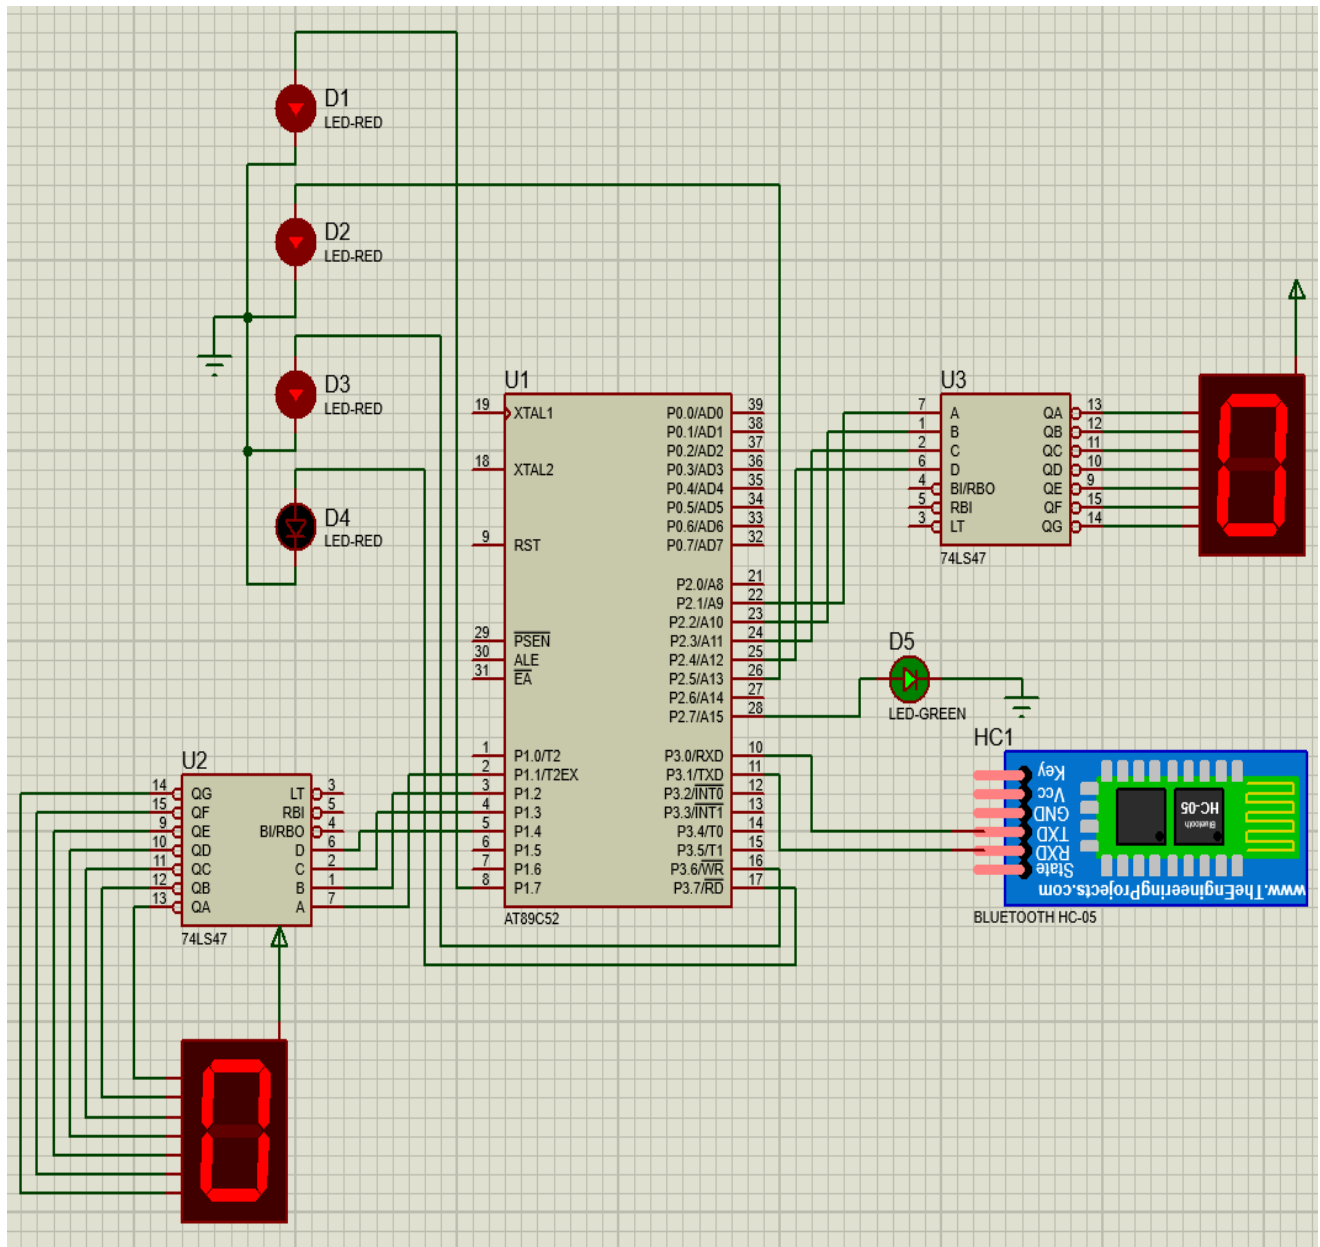 D1
LED-RED
D2
LED-RED
D3
LED-RED
D4
LED-RED
U1
19 XTAL1 P0.0/AD0 39
P0.1/AD1 38
P0.2/AD2 37
18 XTAL2 P0.3/AD3 36
P0.4/AD4 35
P0.5/AD5 34
P0.6/AD6 33
9 RST P0.7/AD7 32
P2.0/A8 21
P2.1/A9 22
P2.2/A10 23
29 PSEN P2.3/A11 24
30 ALE P2.4/A12 25
31 EA P2.5/A13 26
P2.6/A14 27
P2.7/A15 28
1 P1.0/T2 P3.0/RXD 10
2 P1.1/T2EX P3.1/TXD 11
3 P1.2 P3.2/INT0 12
4 P1.3 P3.3/INT1 13
5 P1.4 P3.4/T0 14
6 P1.5 P3.5/T1 15
7 P1.6 P3.6/WR 16
8 P1.7 P3.7/RD 17
AT89C52
U3
7 A QA 13
1 B QB 12
2 C QC 11
6 D QD 10
4 BI/RBO QE 9
5 RBI QF 15
3 LT QG 14
74LS47
0
D5
LED-GREEN
HC1
Key
Vcc
GND
TXD
RXD
State
HC-05
Bluetooth
www.TheEngineeringProjects.com
BLUETOOTH HC-05
U2
14 QG LT 3
15 QF RBI 5
9 QE BI/RBO 4
10 QD D 6
11 QC C 2
12 QB B 1
13 QA A 7
74LS47
0